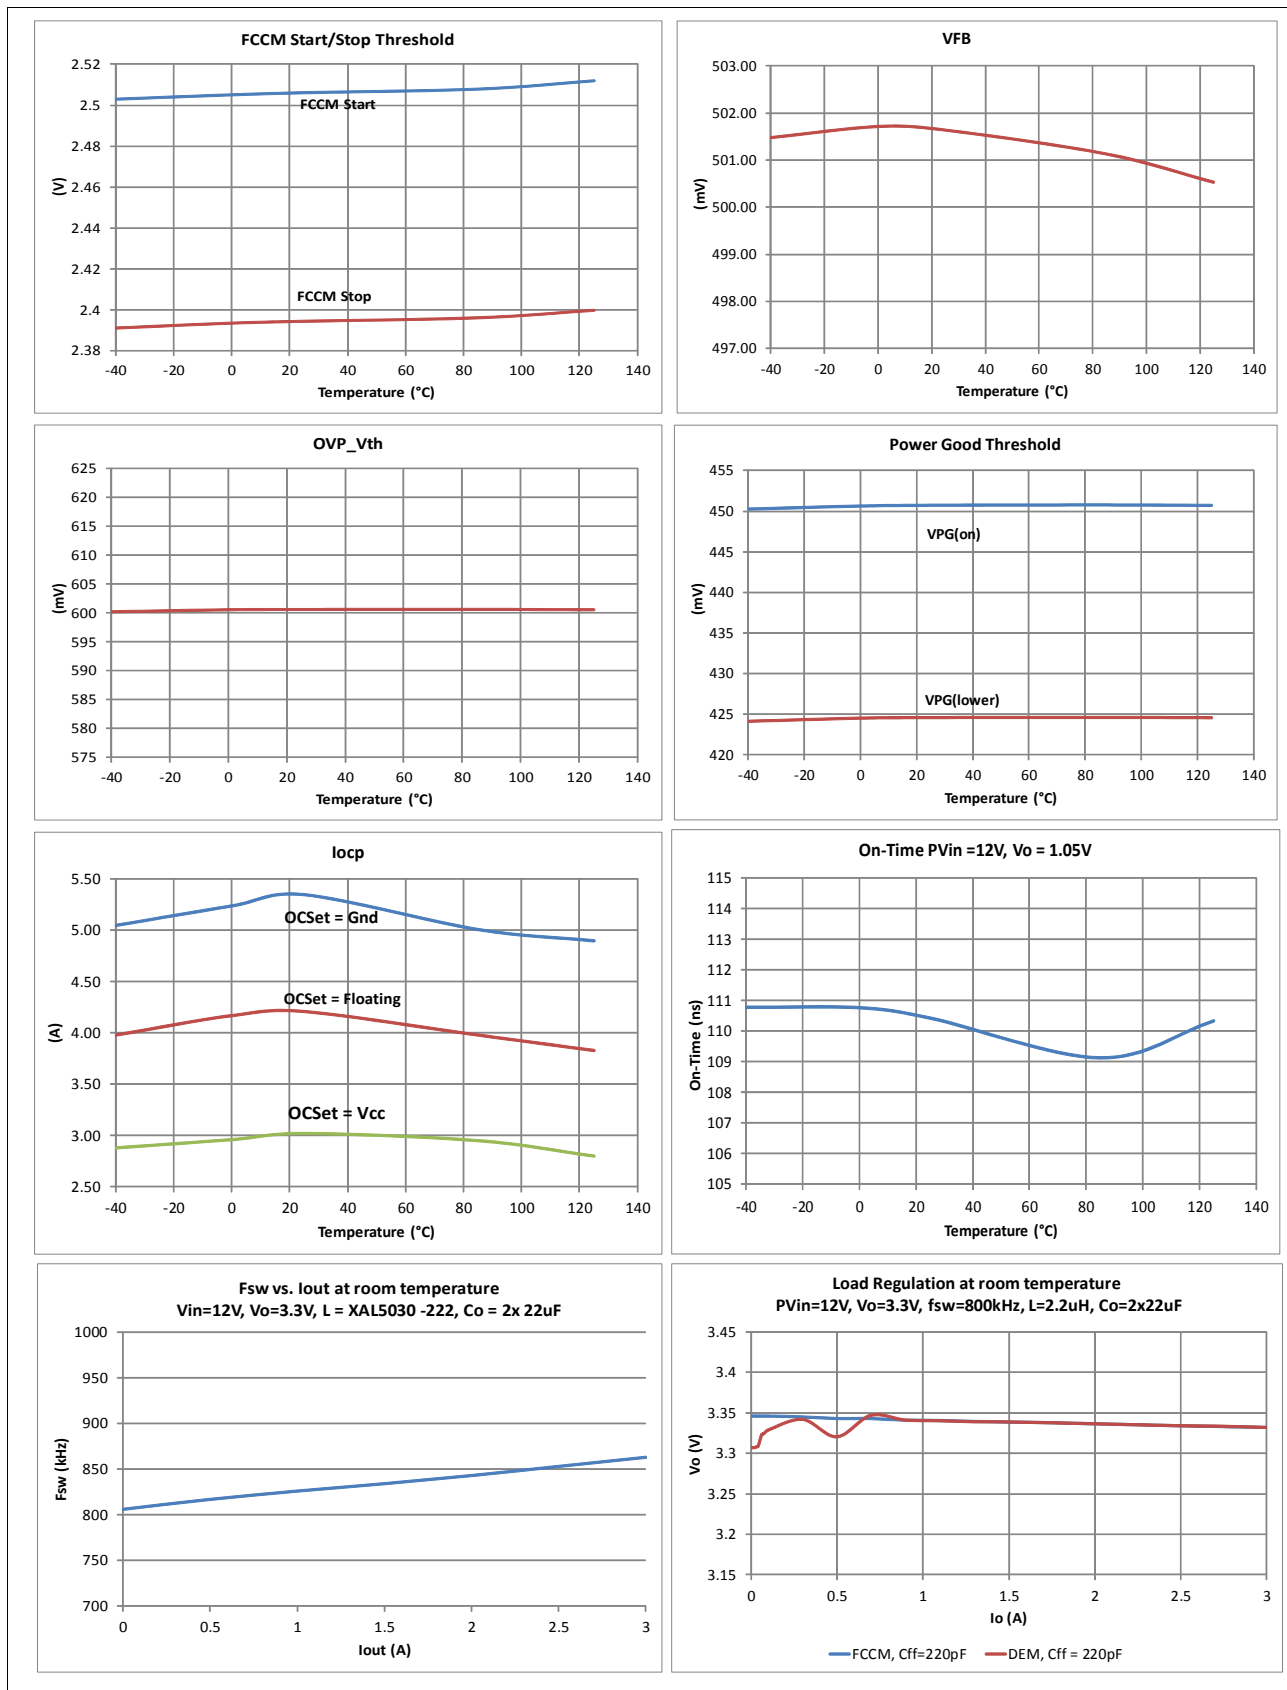 FCCM Start/Stop Threshold
2.52
2.5
2.48
2.46
2.44
2.42
2.4
2.38
(V)
FCCM Start
FCCM Stop
-40 -20 0 20 40 60 80 100 120 140
Temperature (°C)
VFB
503.00
502.00
501.00
500.00
499.00
498.00
497.00
(mV)
-40 -20 0 20 40 60 80 100 120 140
Temperature (°C)
OVP_Vth
625
620
615
610
605
600
595
590
585
580
575
(mV)
-40 -20 0 20 40 60 80 100 120 140
Temperature (°C)
Power Good Threshold
455
450
445
440
435
430
425
420
(mV)
VPG(on)
VPG(lower)
-40 -20 0 20 40 60 80 100 120 140
Temperature (°C)
Iocp
5.50
5.00
4.50
4.00
3.50
3.00
2.50
(A)
OCSet = Gnd
OCSet = Floating
OCSet = Vcc
-40 -20 0 20 40 60 80 100 120 140
Temperature (°C)
On-Time PVin =12V, Vo = 1.05V
115
114
113
112
111
110
109
108
107
106
105
On-Time (ns)
-40 -20 0 20 40 60 80 100 120 140
Temperature (°C)
Fsw vs. Iout at room temperature
Vin=12V, Vo=3.3V, L = XAL5030 -222, Co = 2x 22uF
1000
950
900
850
800
750
700
Fsw (kHz)
0 0.5 1 1.5 2 2.5 3
Iout (A)
Load Regulation at room temperature
PVin=12V, Vo=3.3V, fsw=800kHz, L=2.2uH, Co=2x22uF
3.45
3.4
3.35
3.3
3.25
3.2
3.15
Vo (V)
0 0.5 1 1.5 2 2.5 3
Io (A)
FCCM, Cff=220pF DEM, Cff = 220pF